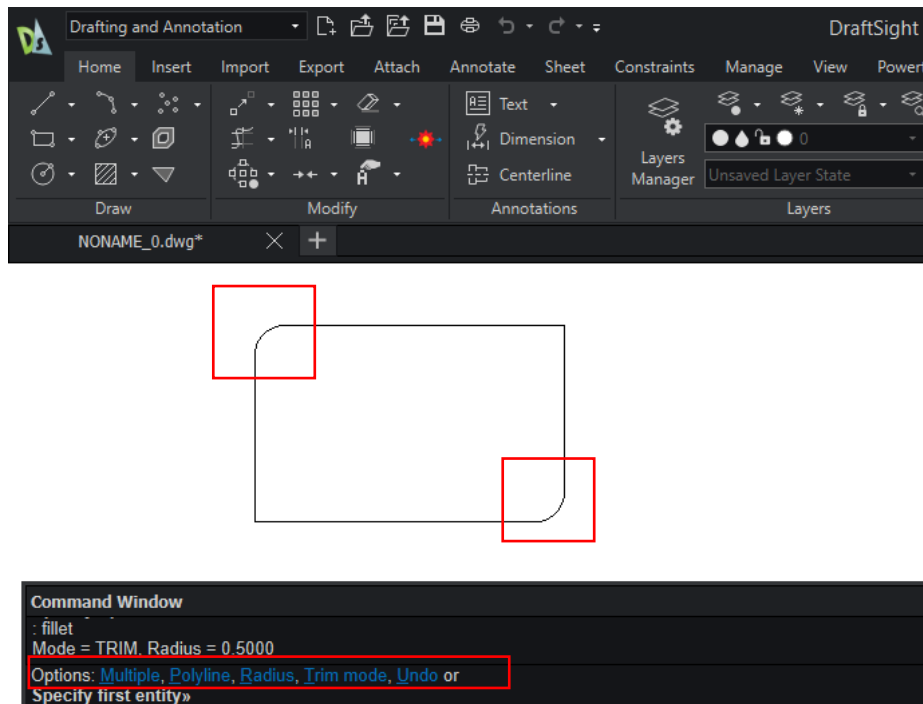 Drafting and Annotation
DraftSight
Home Insert Import Export Attach Annotate Sheet Constraints Manage View
Text
Dimension
Centerline
Layers
Manager
0
Unsaved Layer State
Draw Modify Annotations Layers
NONAME_0.dwg*
Command Window
: fillet
Mode = TRIM, Radius = 0.5000
Options: Multiple, Polyline, Radius, Trim mode, Undo or
Specify first entity»